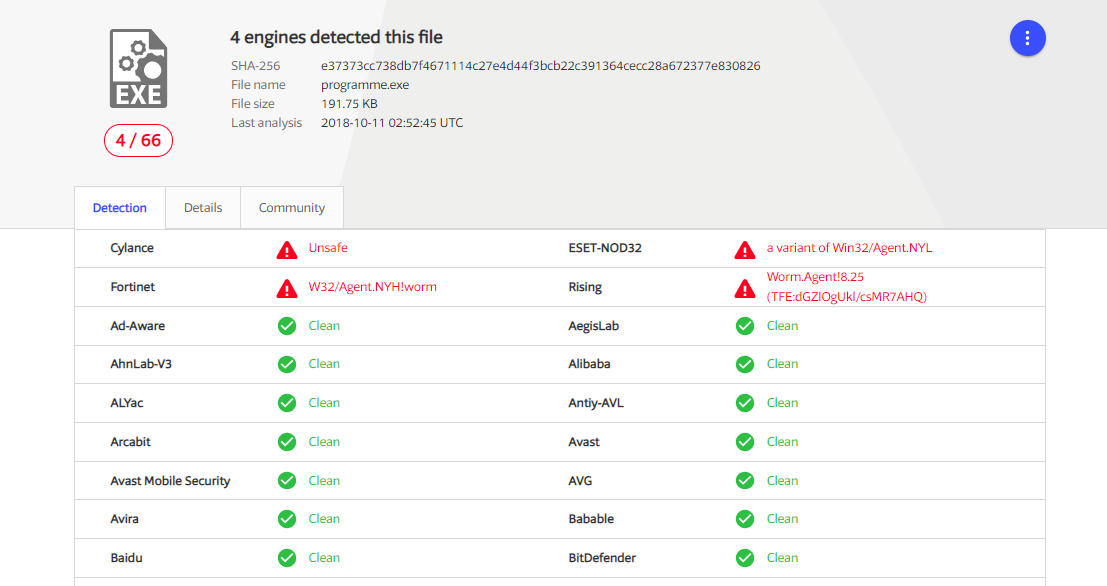 4 engines detected this file
SHA-256 e37373cc738db7f4671114c27e4d44f3bcb22c391364cecc28a672377e830826
File name programme.exe
File size 191.75 KB
Last analysis 2018-10-11 02:52:45 UTC
EXE
4 / 66
Detection Details Community
Cylance Unsafe ESET-NOD32 a variant of Win32/Agent.NYL
Fortinet W32/Agent.NYH!worm Rising Worm.Agent!8.25
(TFE:dGZlOgUkl/csMR7AHQ)
Ad-Aware Clean AegisLab Clean
AhnLab-V3 Clean Alibaba Clean
ALYac Clean Antiy-AVL Clean
Arcabit Clean Avast Clean
Avast Mobile Security Clean AVG Clean
Avira Clean Babable Clean
Baidu Clean BitDefender Clean